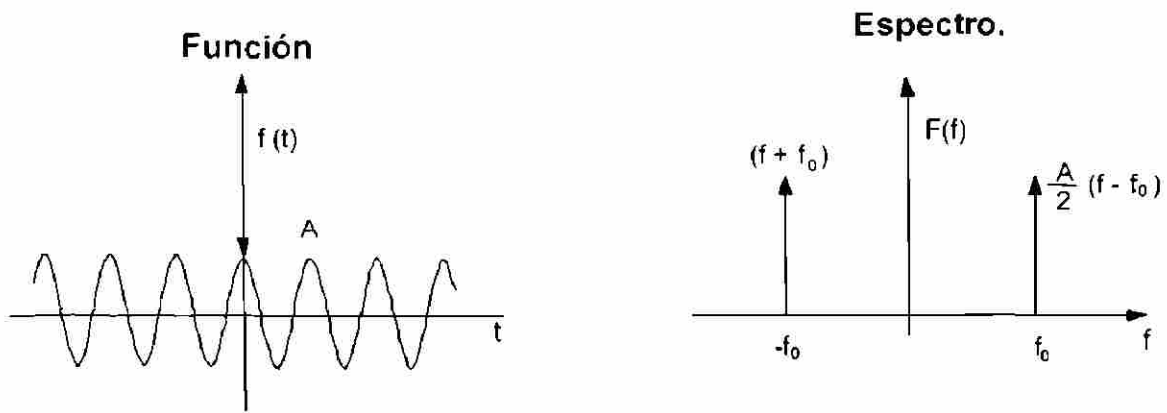 Función
f (t)
A
t
Espectro.
F(f)
(f + f₀)
A/2 (f - f₀)
-f₀
f₀
f